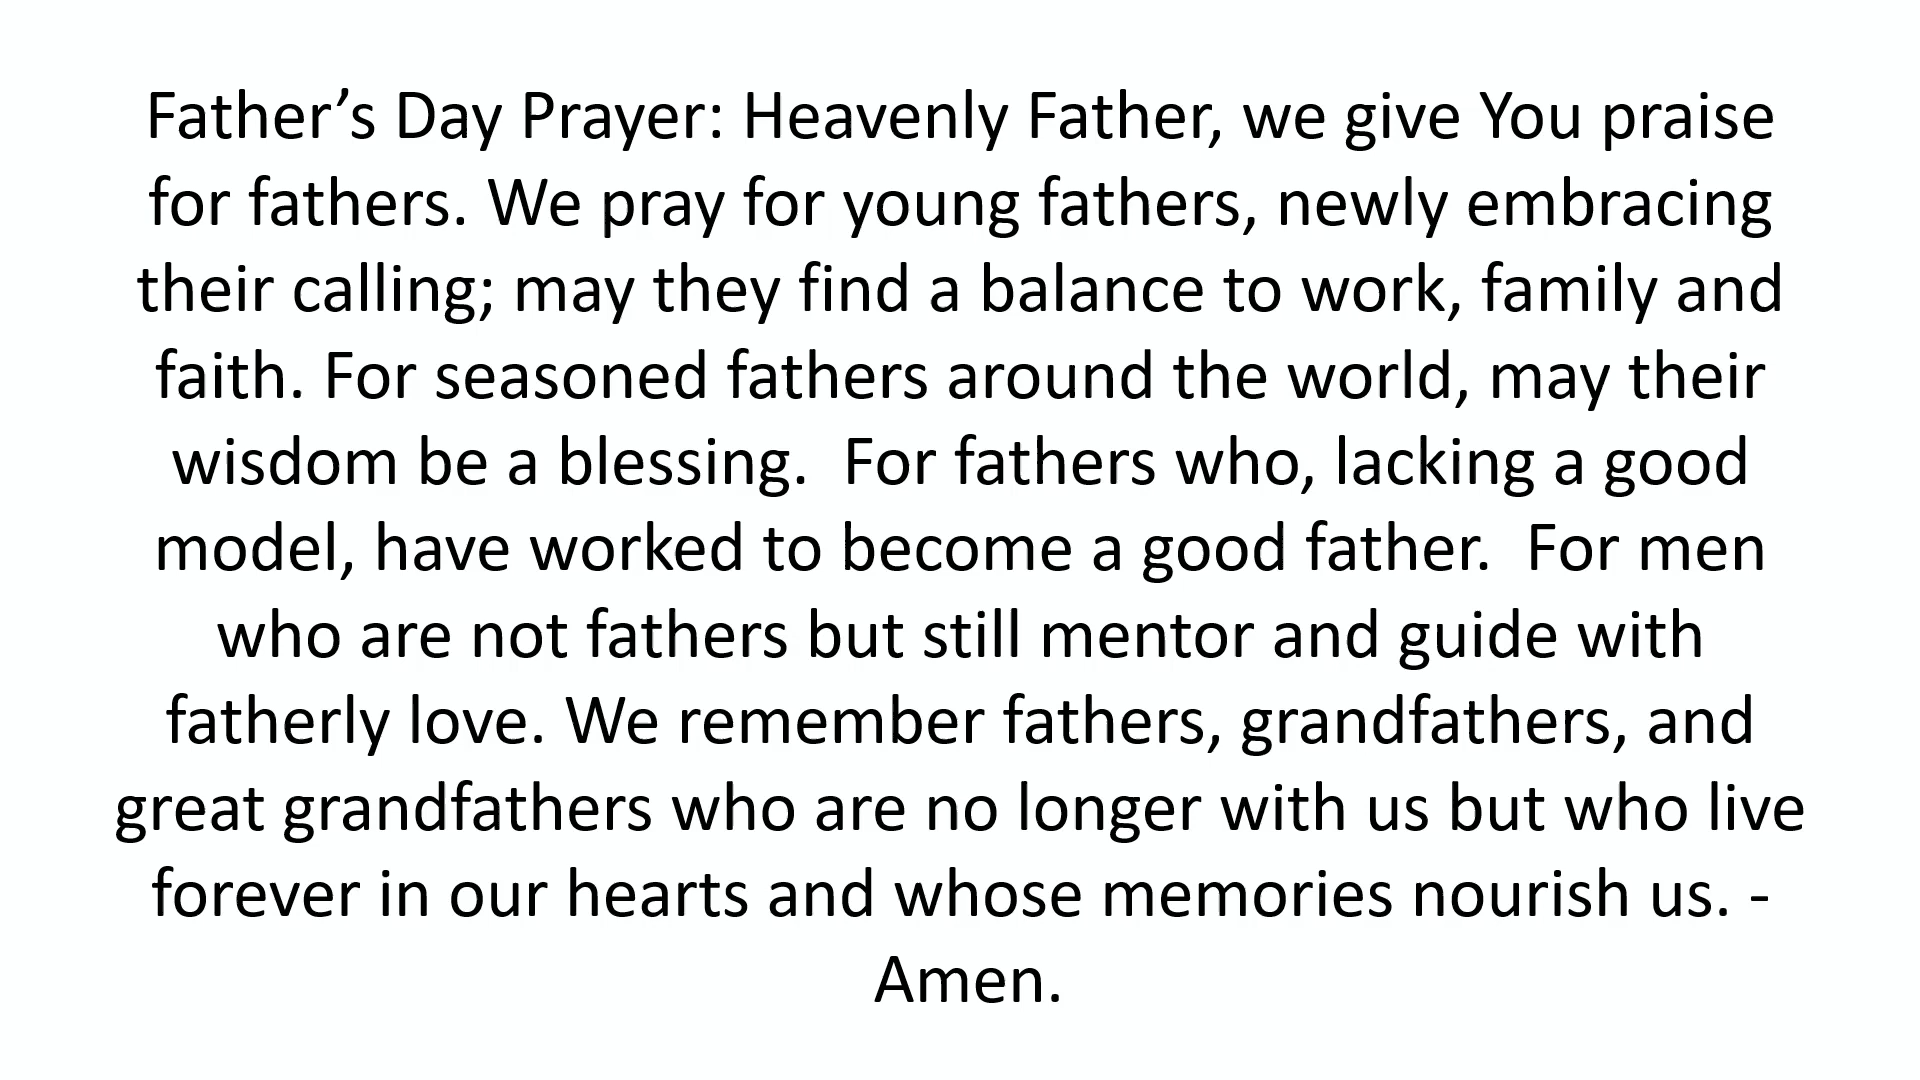 Father’s Day Prayer: Heavenly Father, we give You praise
for fathers. We pray for young fathers, newly embracing
their calling; may they find a balance to work, family and
faith. For seasoned fathers around the world, may their
wisdom be a blessing.  For fathers who, lacking a good
model, have worked to become a good father.  For men
who are not fathers but still mentor and guide with
fatherly love. We remember fathers, grandfathers, and
great grandfathers who are no longer with us but who live
forever in our hearts and whose memories nourish us. -
Amen.